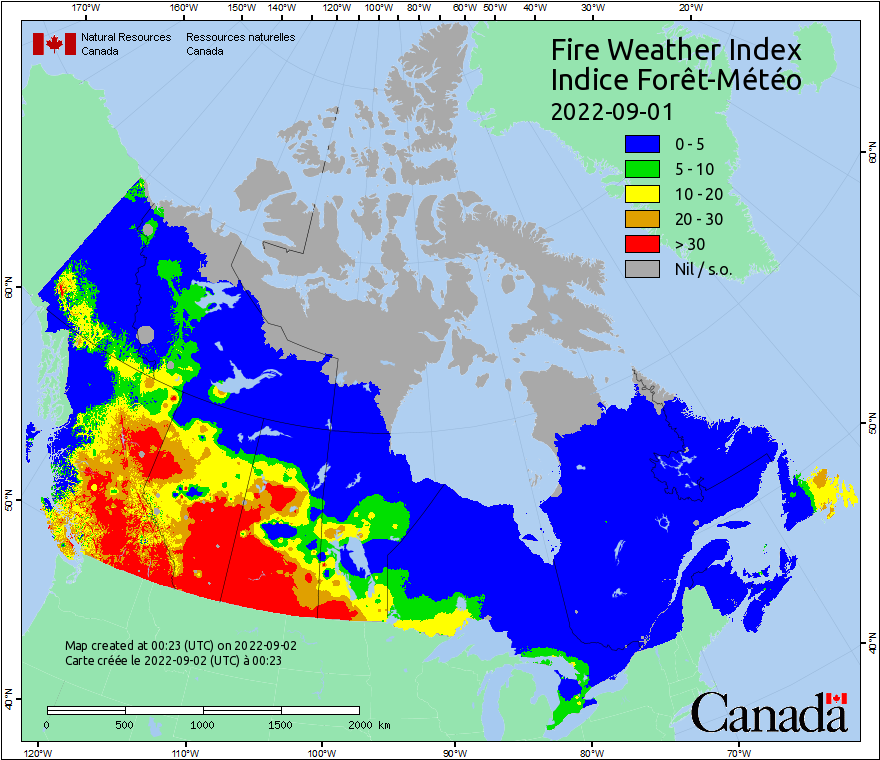 170°W 160°W 150°W 140°W 130°W 120°W 110°W 100°W 90°W 80°W 70°W 60°W 50°W 40°W 30°W 20°W
Natural Resources Ressources naturelles
Canada Canada
Fire Weather Index
Indice Forêt-Météo
2022-09-01
0 - 5
5 - 10
10 - 20
20 - 30
> 30
Nil / s.o.
60°N
60°N
50°N
50°N
40°N
40°N
Map created at 00:23 (UTC) on 2022-09-02
Carte créée le 2022-09-02 (UTC) à 00:23
0 500 1000 1500 2000 km
Canada
120°W 110°W 100°W 90°W 80°W 70°W